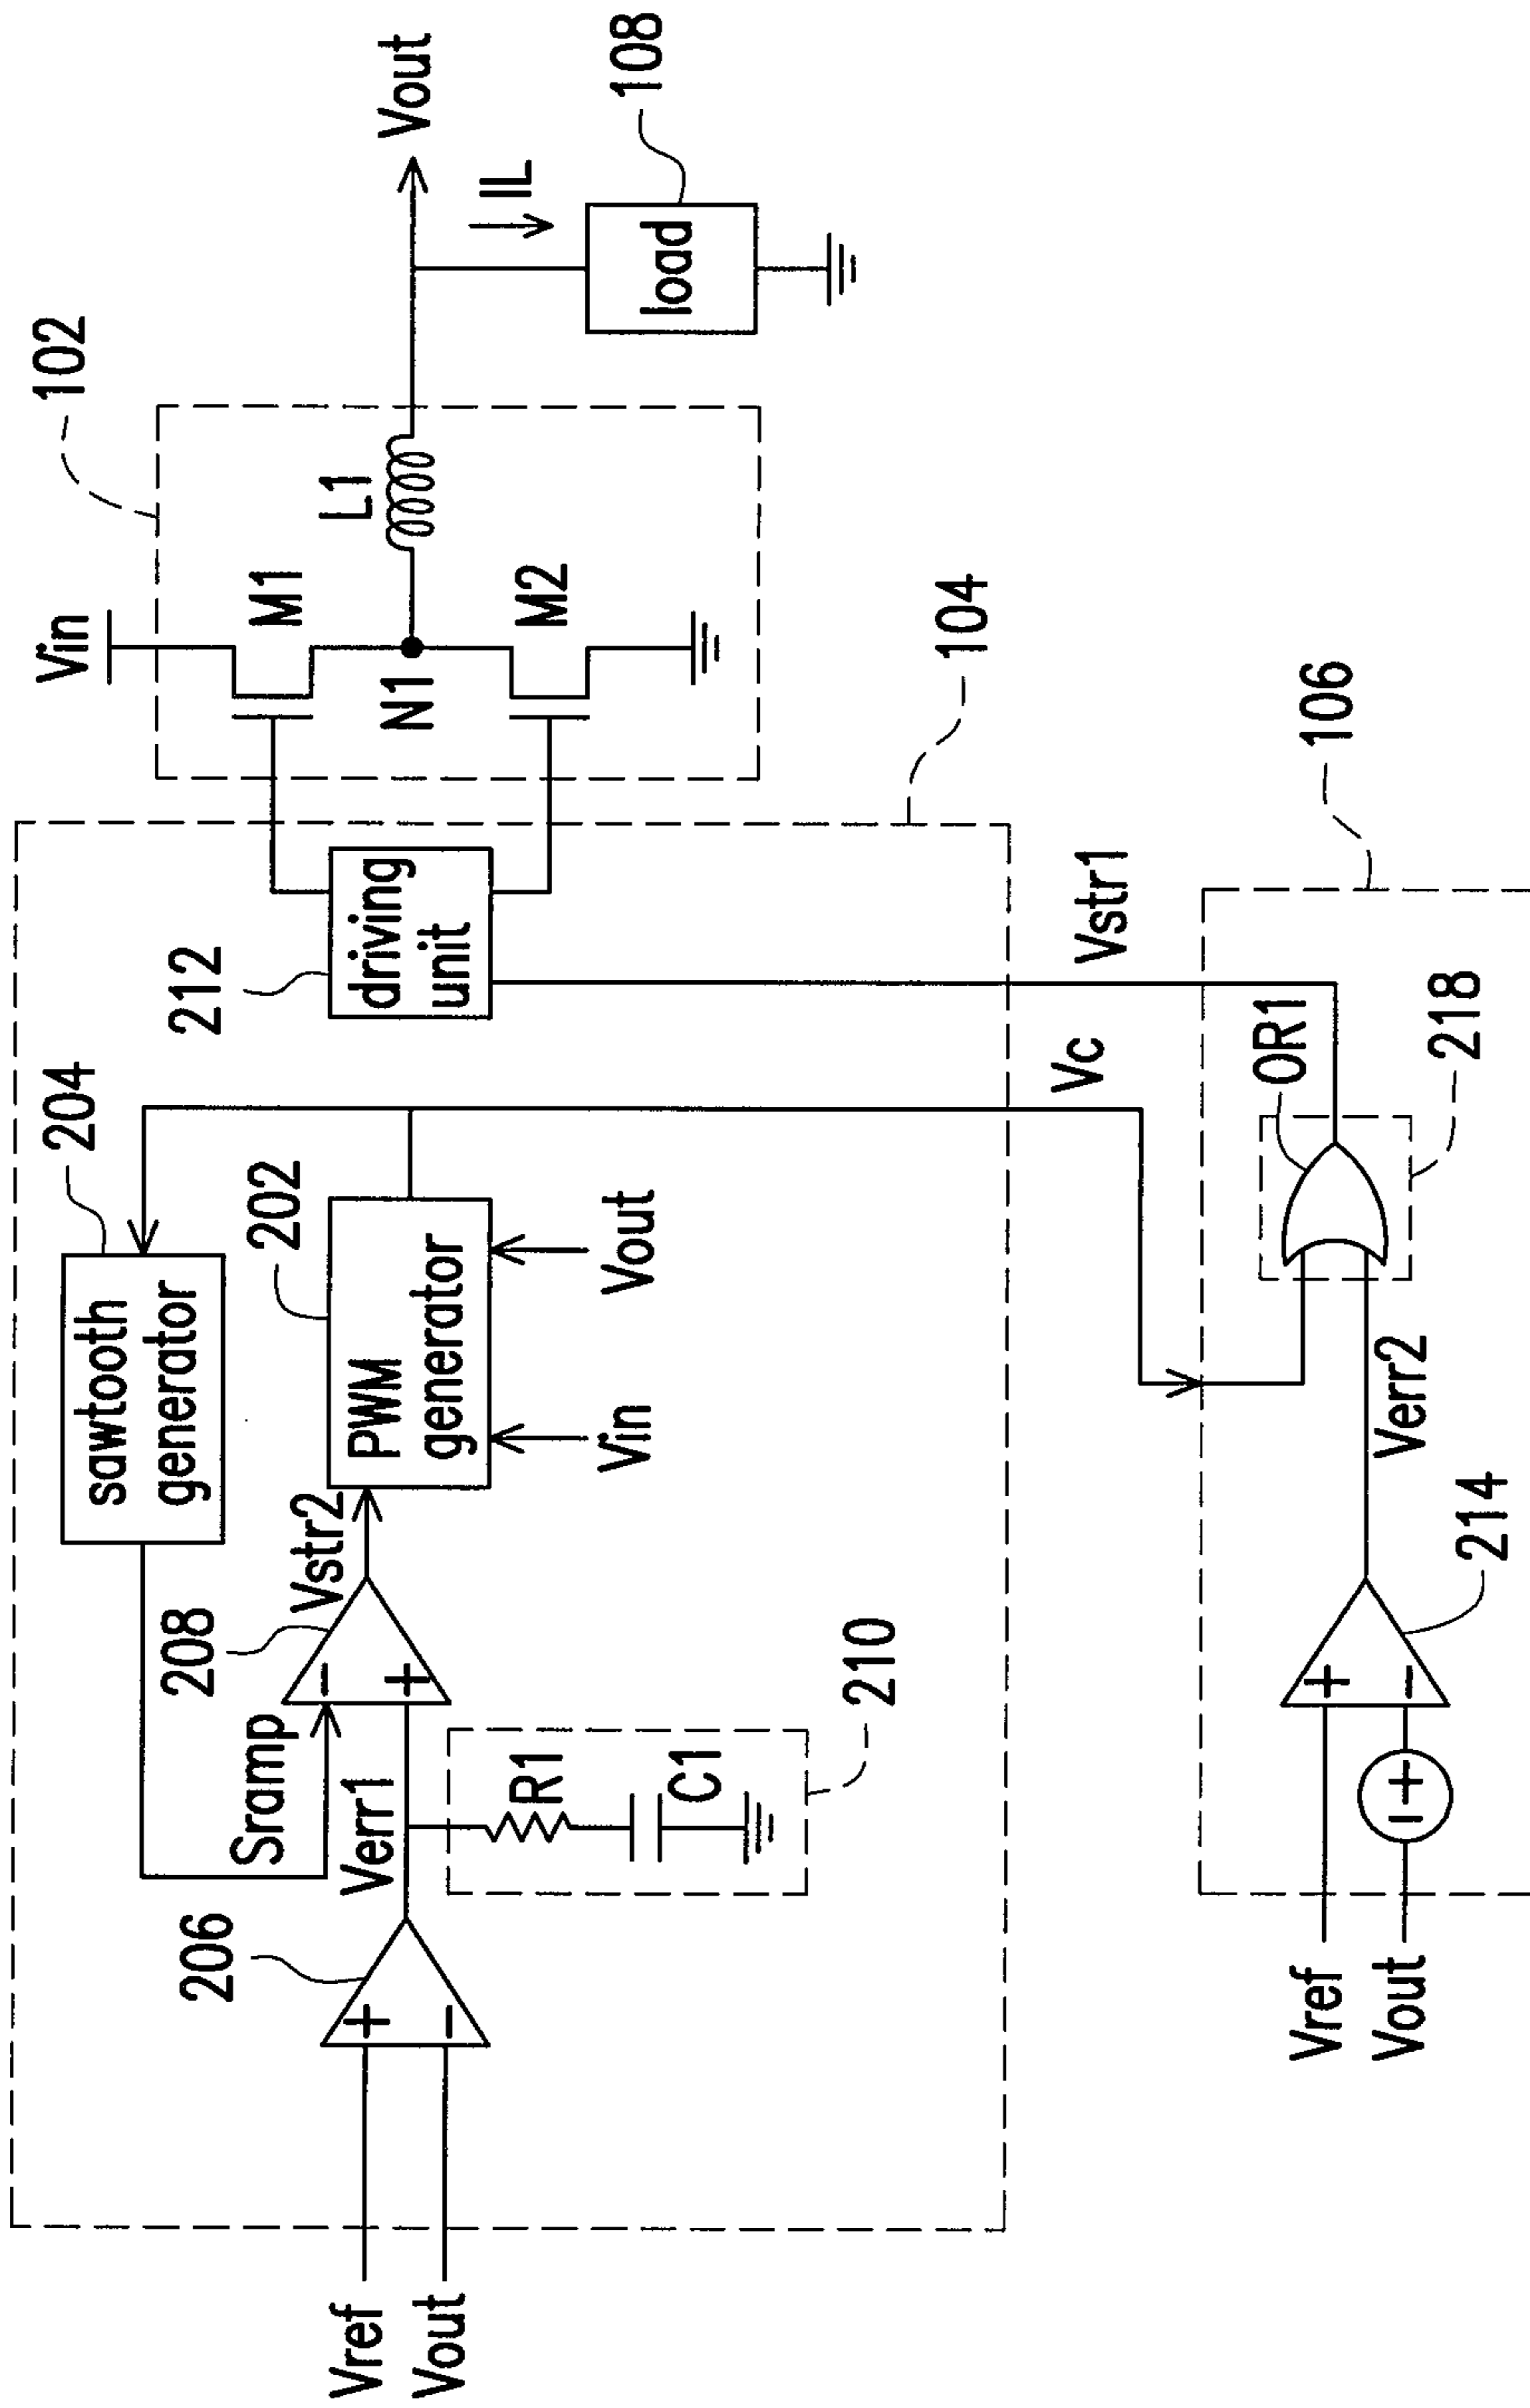 Vin
102
M1
L1
N1
M2
Vout
IL
load
108
104
212
driving
unit
204
sawtooth
generator
202
PWM
generator
Vin
Vout
Vstr2
208
−
+
Sramp
Verr1
206
+
−
R1
C1
210
Vref
Vout
Vc
Vstr1
106
OR1
218
Verr2
214
+
−
− +
Vref
Vout